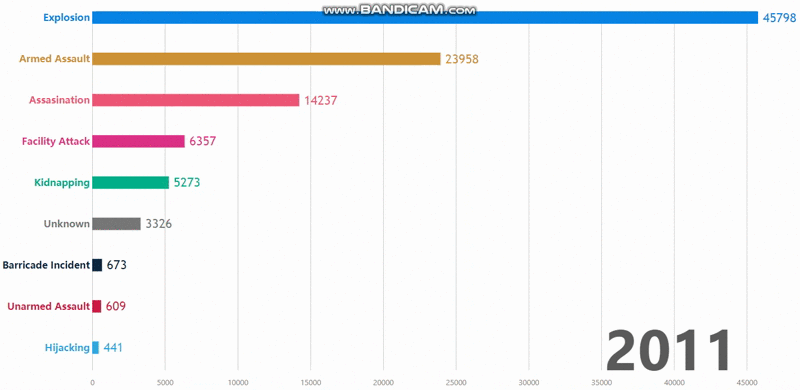 www.BANDICAM.com
Explosion 45798
Armed Assault 23958
Assasination 14237
Facility Attack 6357
Kidnapping 5273
Unknown 3326
Barricade Incident 673
Unarmed Assault 609
Hijacking 441
2011
0 5000 10000 15000 20000 25000 30000 35000 40000 45000